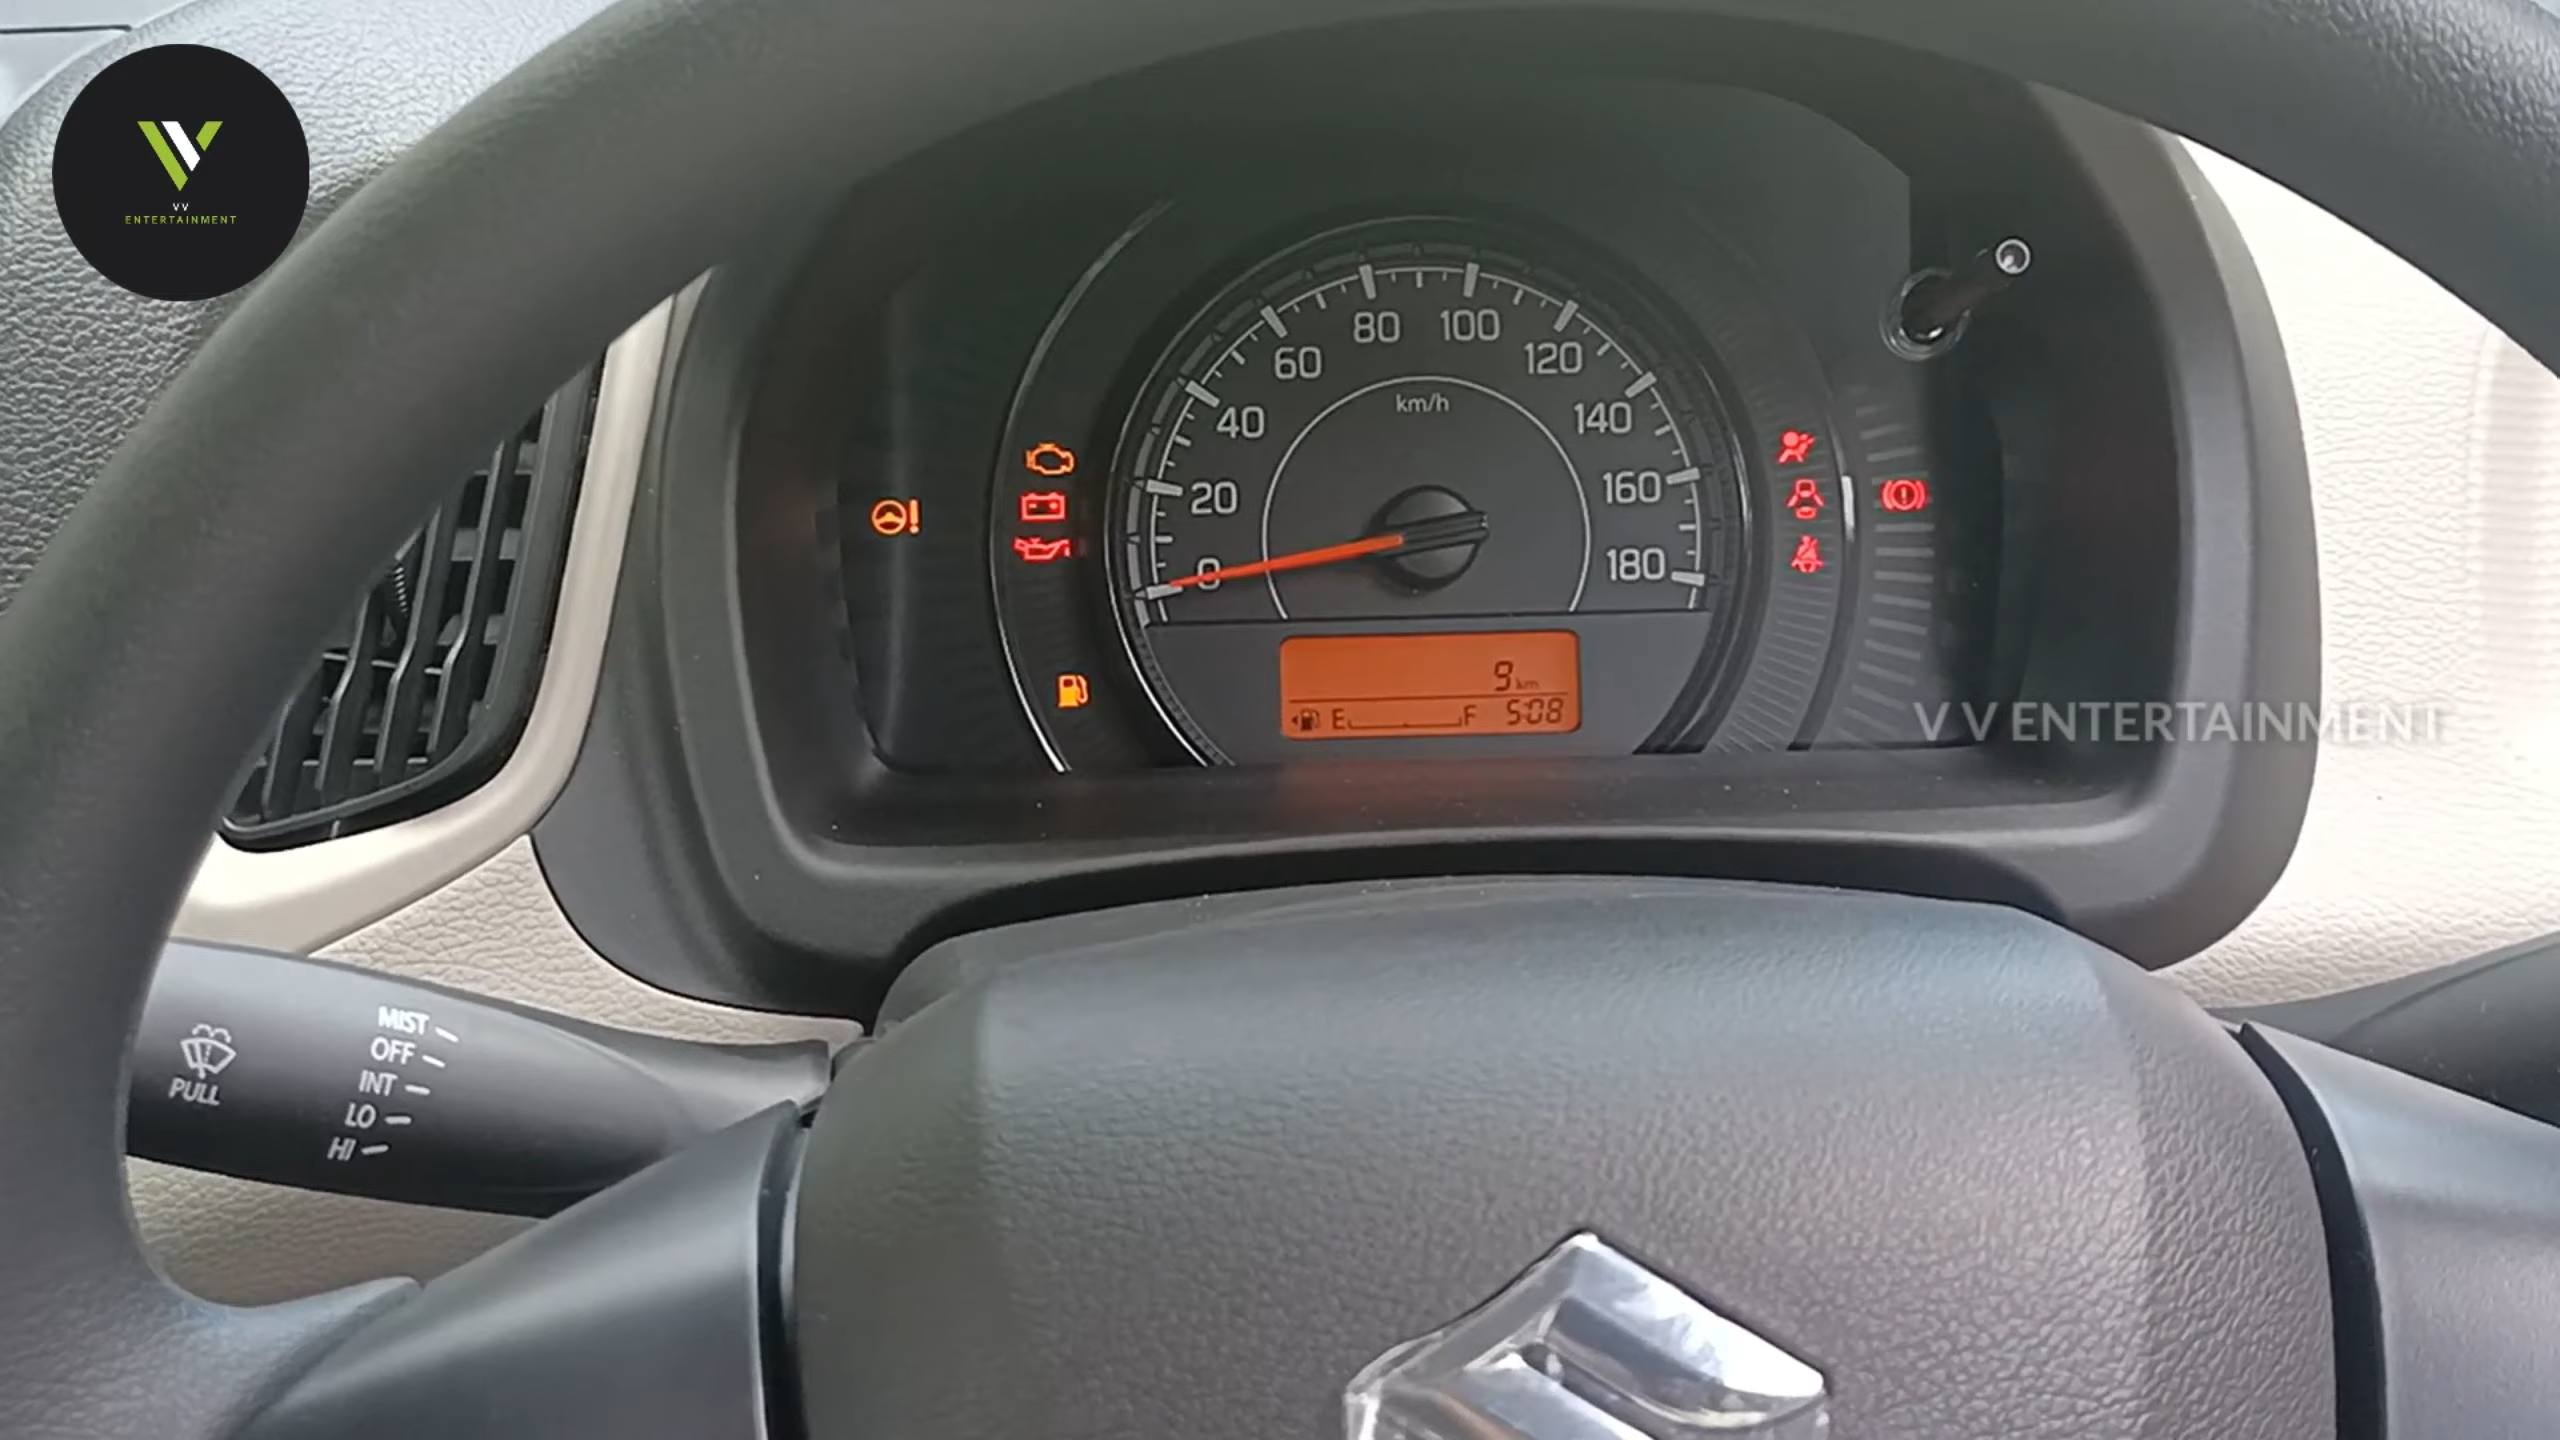 VV
ENTERTAINMENT
80 100
60 120
km/h
40 140
20 160
0 180
9 km
E F 5:08
V V ENTERTAINMENT
MIST
OFF
INT
PULL
LO
HI